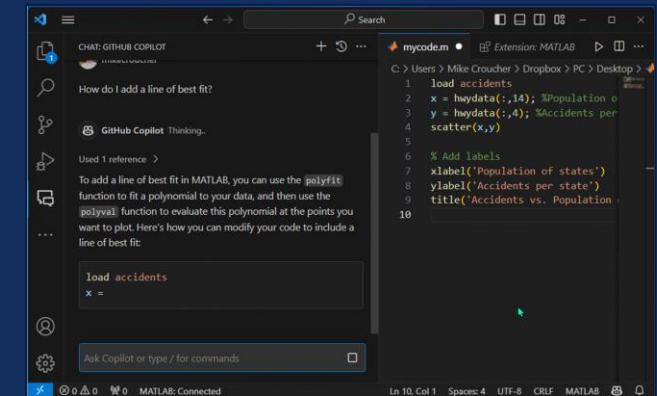 Search
CHAT: GITHUB COPILOT
mikecroucher
How do I add a line of best fit?
GitHub Copilot Thinking..
Used 1 reference >
To add a line of best fit in MATLAB, you can use the polyfit
function to fit a polynomial to your data, and then use the
polyval function to evaluate this polynomial at the points you
want to plot. Here's how you can modify your code to include a
line of best fit:
load accidents
x =
Ask Copilot or type / for commands
mycode.m
Extension: MATLAB
C: > Users > Mike Croucher > Dropbox > PC > Desktop >
1 load accidents
2 x = hwydata(:,14); %Population o
3 y = hwydata(:,4); %Accidents per
4 scatter(x,y)
5
6 % Add labels
7 xlabel('Population of states')
8 ylabel('Accidents per state')
9 title('Accidents vs. Population
10
1
0 0 0 MATLAB: Connected
Ln 10, Col 1 Spaces: 4 UTF-8 CRLF MATLAB